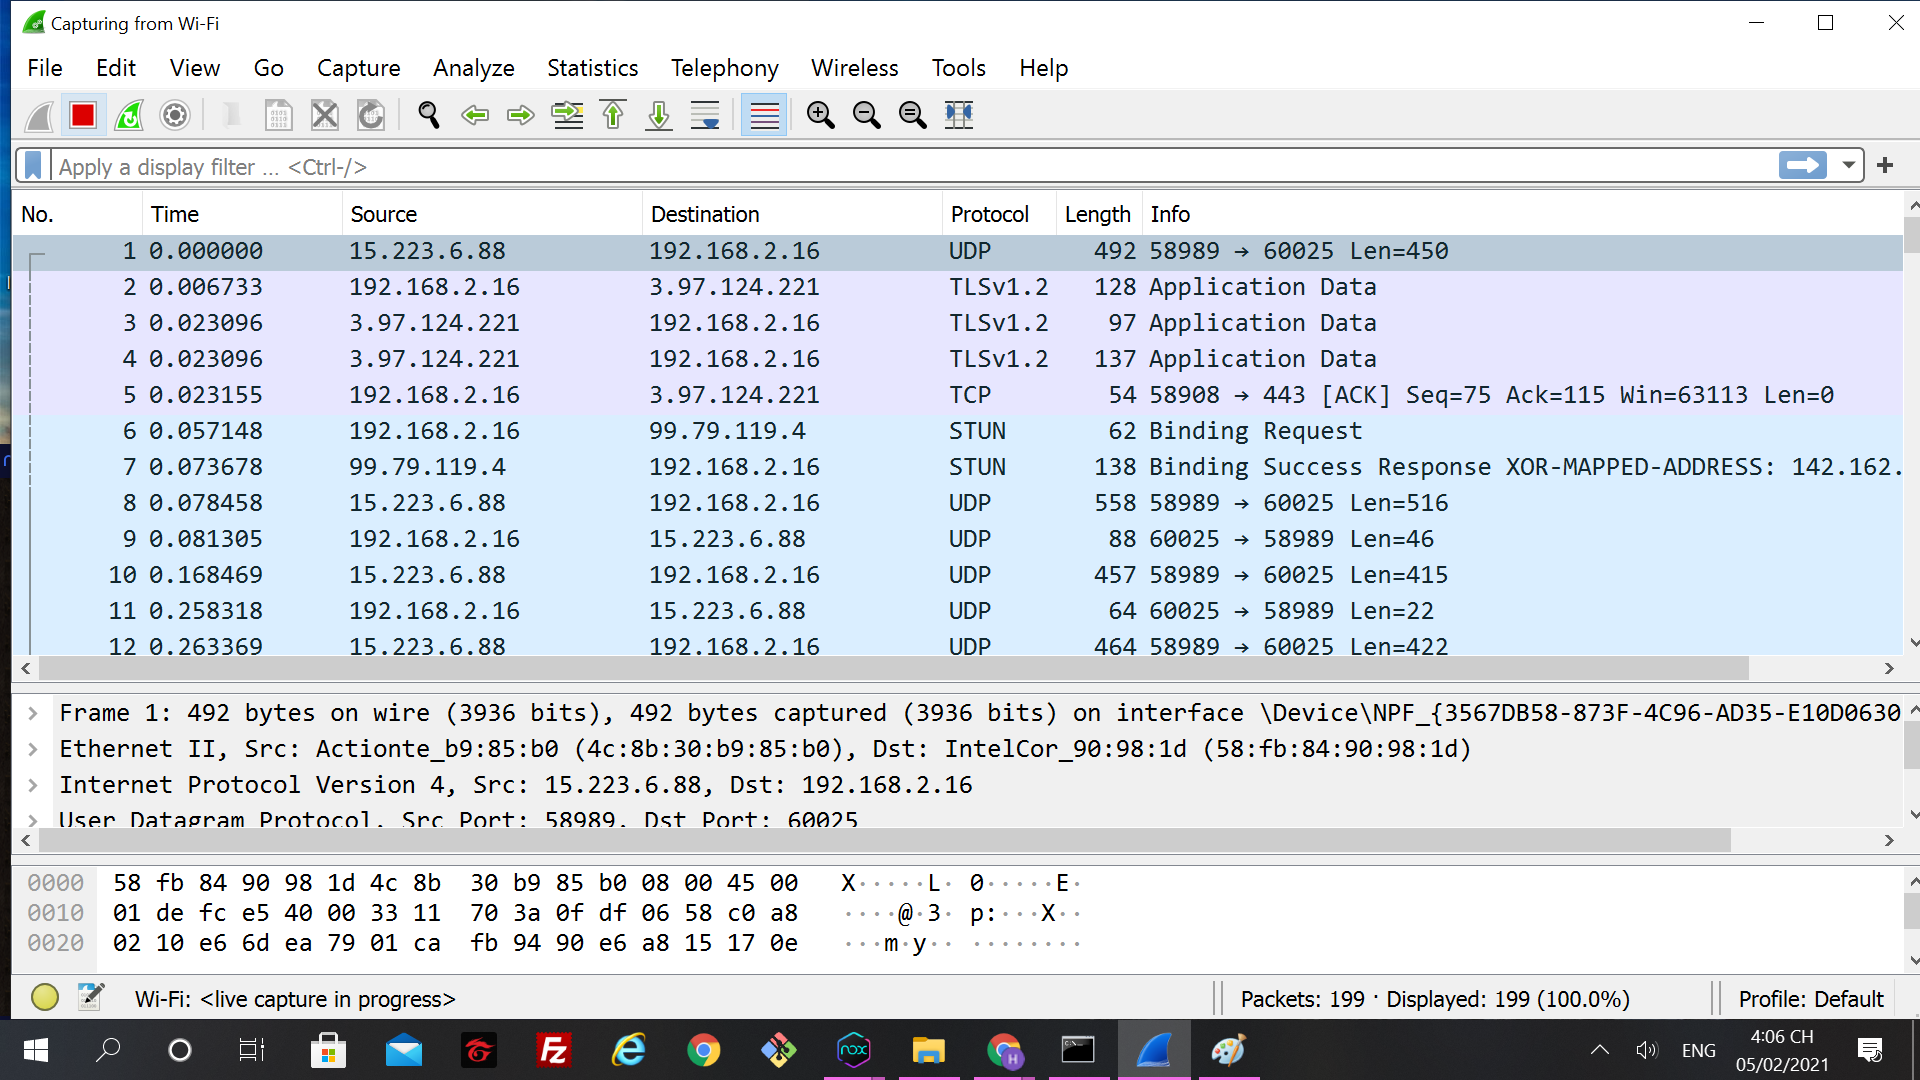 Capturing from Wi-Fi
File Edit View Go Capture Analyze Statistics Telephony Wireless Tools Help
Apply a display filter ... <Ctrl-/>
No. Time Source Destination Protocol Length Info
1 0.000000 15.223.6.88 192.168.2.16 UDP 492 58989 → 60025 Len=450
2 0.006733 192.168.2.16 3.97.124.221 TLSv1.2 128 Application Data
3 0.023096 3.97.124.221 192.168.2.16 TLSv1.2 97 Application Data
4 0.023096 3.97.124.221 192.168.2.16 TLSv1.2 137 Application Data
5 0.023155 192.168.2.16 3.97.124.221 TCP 54 58908 → 443 [ACK] Seq=75 Ack=115 Win=63113 Len=0
6 0.057148 192.168.2.16 99.79.119.4 STUN 62 Binding Request
7 0.073678 99.79.119.4 192.168.2.16 STUN 138 Binding Success Response XOR-MAPPED-ADDRESS: 142.162.
8 0.078458 15.223.6.88 192.168.2.16 UDP 558 58989 → 60025 Len=516
9 0.081305 192.168.2.16 15.223.6.88 UDP 88 60025 → 58989 Len=46
10 0.168469 15.223.6.88 192.168.2.16 UDP 457 58989 → 60025 Len=415
11 0.258318 192.168.2.16 15.223.6.88 UDP 64 60025 → 58989 Len=22
12 0.263369 15.223.6.88 192.168.2.16 UDP 464 58989 → 60025 Len=422
Frame 1: 492 bytes on wire (3936 bits), 492 bytes captured (3936 bits) on interface \Device\NPF_{3567DB58-873F-4C96-AD35-E10D0630
Ethernet II, Src: Actionte_b9:85:b0 (4c:8b:30:b9:85:b0), Dst: IntelCor_90:98:1d (58:fb:84:90:98:1d)
Internet Protocol Version 4, Src: 15.223.6.88, Dst: 192.168.2.16
User Datagram Protocol, Src Port: 58989, Dst Port: 60025
0000 58 fb 84 90 98 1d 4c 8b 30 b9 85 b0 08 00 45 00 X·····L· 0·····E·
0010 01 de fc e5 40 00 33 11 70 3a 0f df 06 58 c0 a8 ····@·3· p:···X··
0020 02 10 e6 6d ea 79 01 ca fb 94 90 e6 a8 15 17 0e ···m·y·· ········
Wi-Fi: <live capture in progress> Packets: 199 · Displayed: 199 (100.0%) Profile: Default
nox H ENG 4:06 CH
05/02/2021